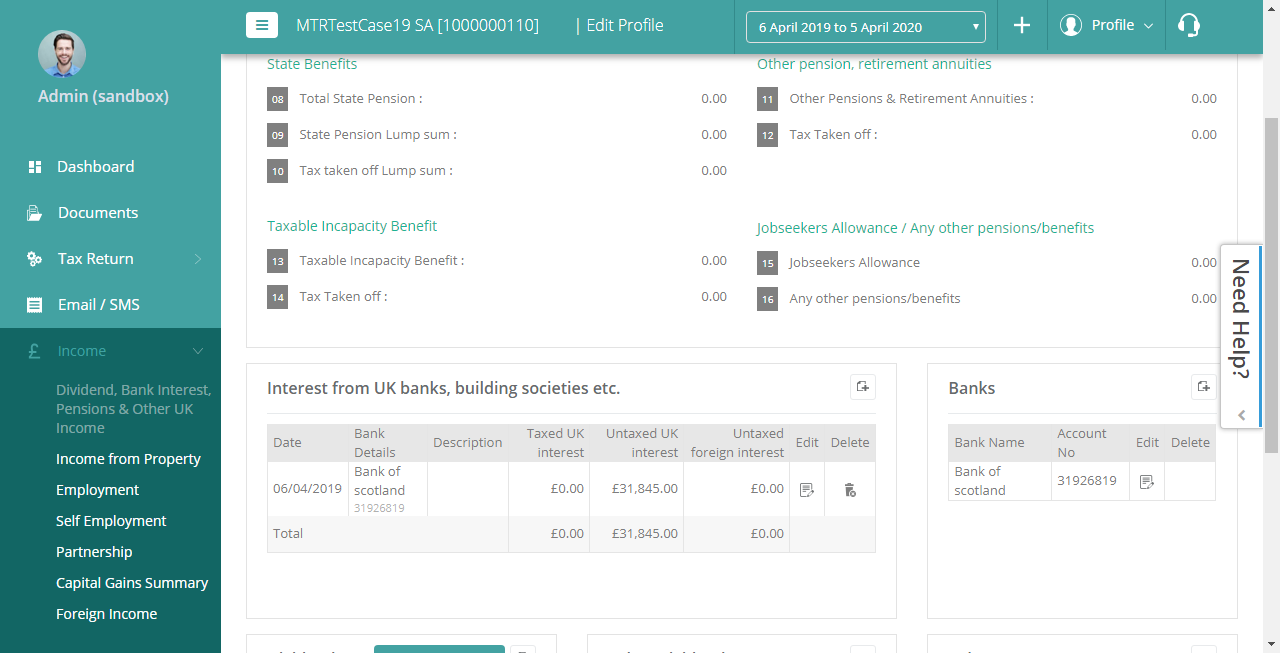 MTRTestCase19 SA [1000000110] | Edit Profile
6 April 2019 to 5 April 2020
Profile
Admin (sandbox)
Dashboard
Documents
Tax Return
Email / SMS
£ Income
Dividend, Bank Interest,
Pensions & Other UK
Income
Income from Property
Employment
Self Employment
Partnership
Capital Gains Summary
Foreign Income
State Benefits
08 Total State Pension : 0.00
09 State Pension Lump sum : 0.00
10 Tax taken off Lump sum : 0.00
Other pension, retirement annuities
11 Other Pensions & Retirement Annuities : 0.00
12 Tax Taken off : 0.00
Taxable Incapacity Benefit
13 Taxable Incapacity Benefit : 0.00
14 Tax Taken off : 0.00
Jobseekers Allowance / Any other pensions/benefits
15 Jobseekers Allowance 0.00
16 Any other pensions/benefits 0.00
Need Help?
Interest from UK banks, building societies etc.
Date Bank Details Description Taxed UK interest Untaxed UK interest Untaxed foreign interest Edit Delete
06/04/2019 Bank of scotland 31926819 £0.00 £31,845.00 £0.00
Total £0.00 £31,845.00 £0.00
Banks
Bank Name Account No Edit Delete
Bank of scotland 31926819